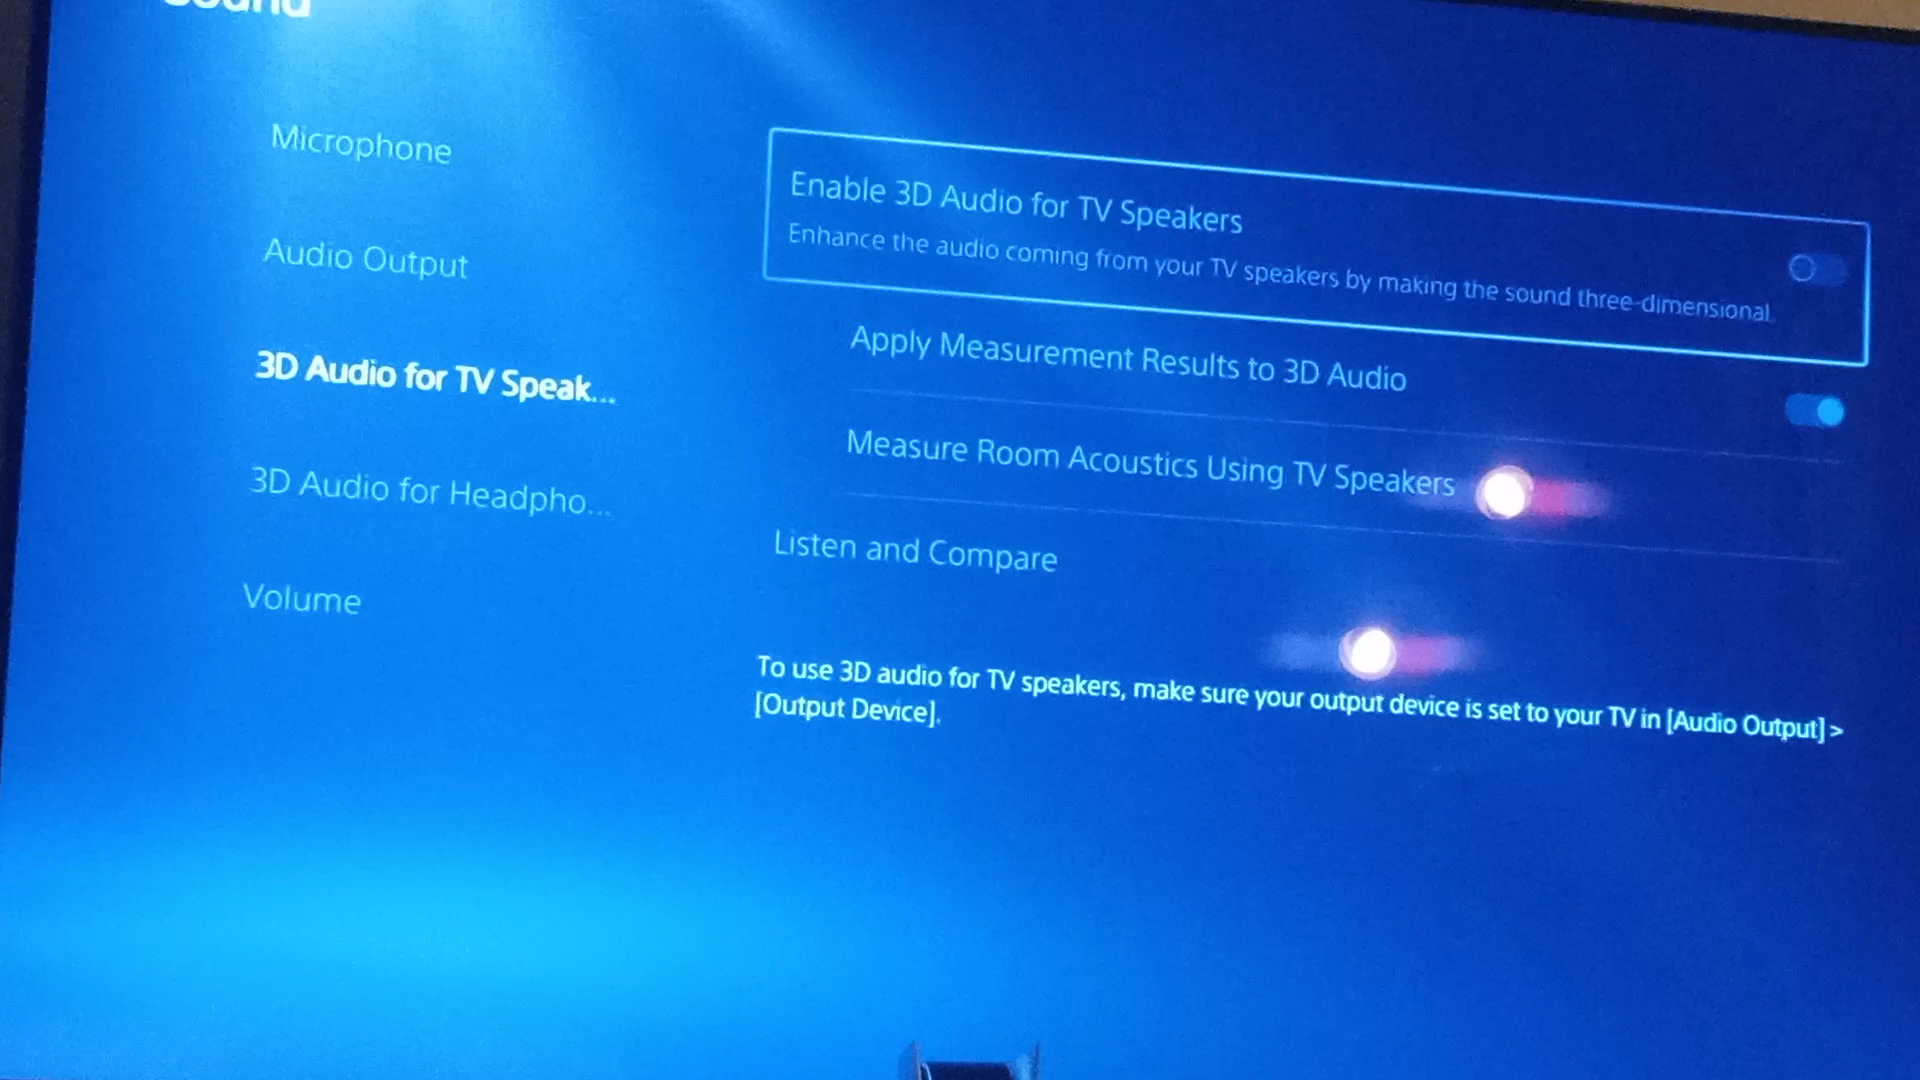 Sound
Microphone
Audio Output
3D Audio for TV Speak...
3D Audio for Headpho...
Volume
Enable 3D Audio for TV Speakers
Enhance the audio coming from your TV speakers by making the sound three-dimensional.
Apply Measurement Results to 3D Audio
Measure Room Acoustics Using TV Speakers
Listen and Compare
To use 3D audio for TV speakers, make sure your output device is set to your TV in [Audio Output] >
[Output Device].